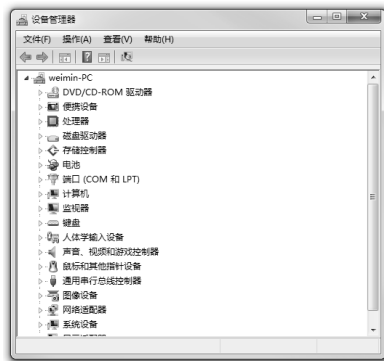 设备管理器
文件(F) 操作(A) 查看(V) 帮助(H)
weimin-PC
DVD/CD-ROM 驱动器
便携设备
处理器
磁盘驱动器
存储控制器
电池
端口 (COM 和 LPT)
计算机
监视器
键盘
人体学输入设备
声音、视频和游戏控制器
鼠标和其他指针设备
通用串行总线控制器
图像设备
网络适配器
系统设备